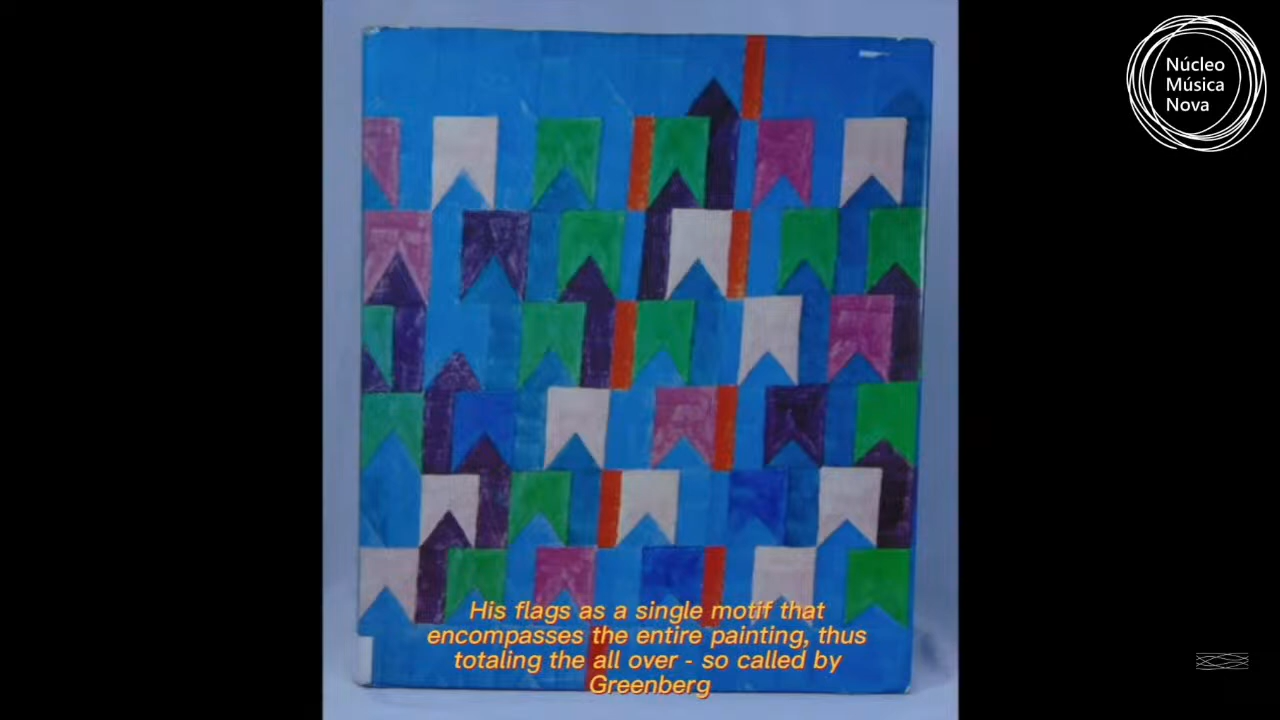 Núcleo
Música
Nova
His flags as a single motif that
encompasses the entire painting, thus
totaling the all over - so called by
Greenberg